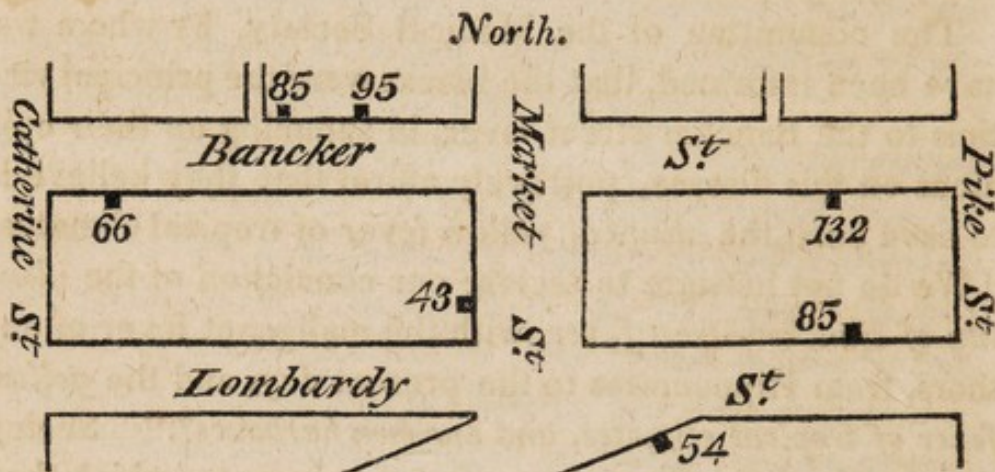 North.
85 95
Catherine St.
Bancker St.
Market St.
Pike St.
66
132
43
85
Lombardy St.
54